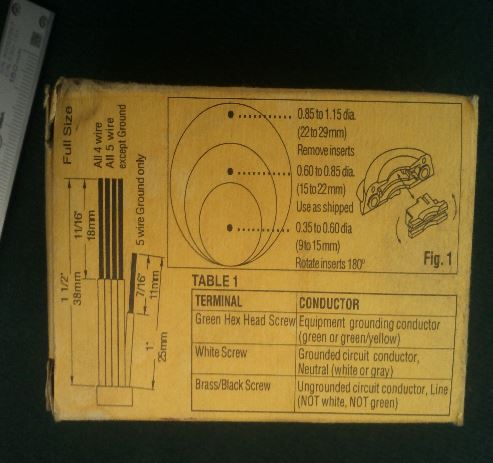 Full Size
All 4 wire
All 5 wire
except Ground
5 wire Ground only
11/16"
18mm
1 1/2"
38mm
7/16"
11mm
1"
25mm
0.85 to 1.15 dia.
(22 to 29mm)
Remove inserts
0.60 to 0.85 dia.
(15 to 22mm)
Use as shipped
0.35 to 0.60 dia
(9 to 15mm)
Rotate inserts 180º
Fig. 1
TABLE 1
TERMINAL CONDUCTOR
Green Hex Head Screw Equipment grounding conductor
(green or green/yellow)
White Screw Grounded circuit conductor,
Neutral (white or gray)
Brass/Black Screw Ungrounded circuit conductor, Line
(NOT white, NOT green)